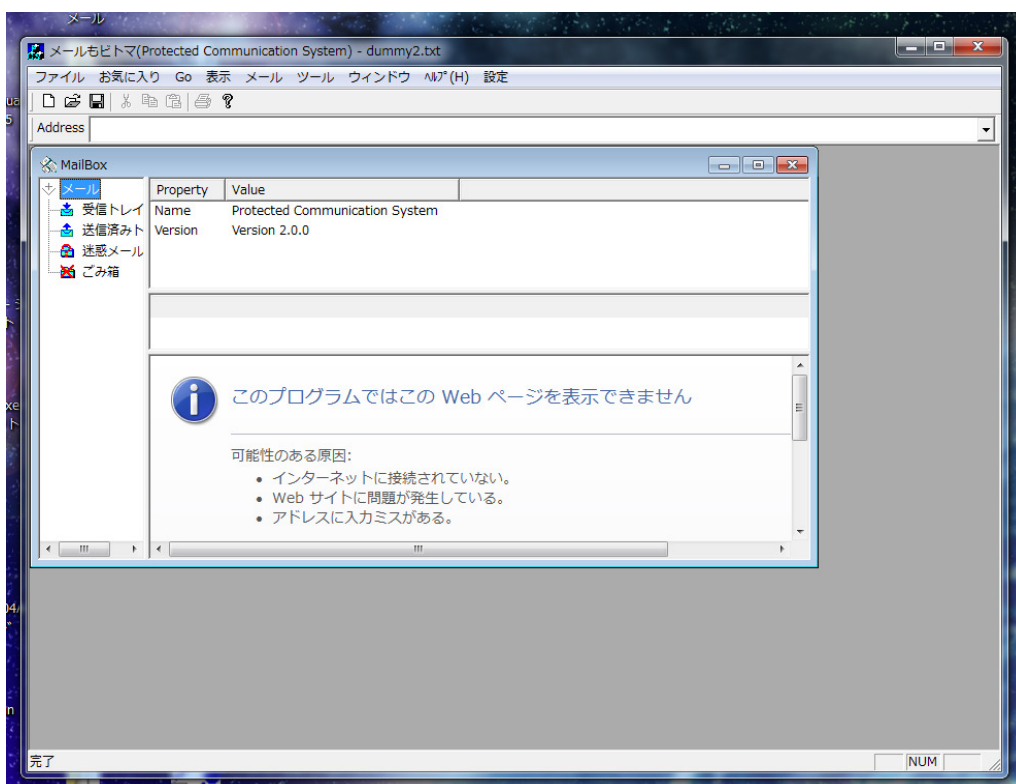 メール
メールもビトマ(Protected Communication System) - dummy2.txt
ファイル お気に入り Go 表示 メール ツール ウィンドウ ﾍﾙﾌﾟ(H) 設定
Address
MailBox
メール
受信トレイ
送信済みト
迷惑メール
ごみ箱
Property Value
Name Protected Communication System
Version Version 2.0.0
このプログラムではこの Web ページを表示できません
可能性のある原因:
• インターネットに接続されていない。
• Web サイトに問題が発生している。
• アドレスに入力ミスがある。
完了 NUM